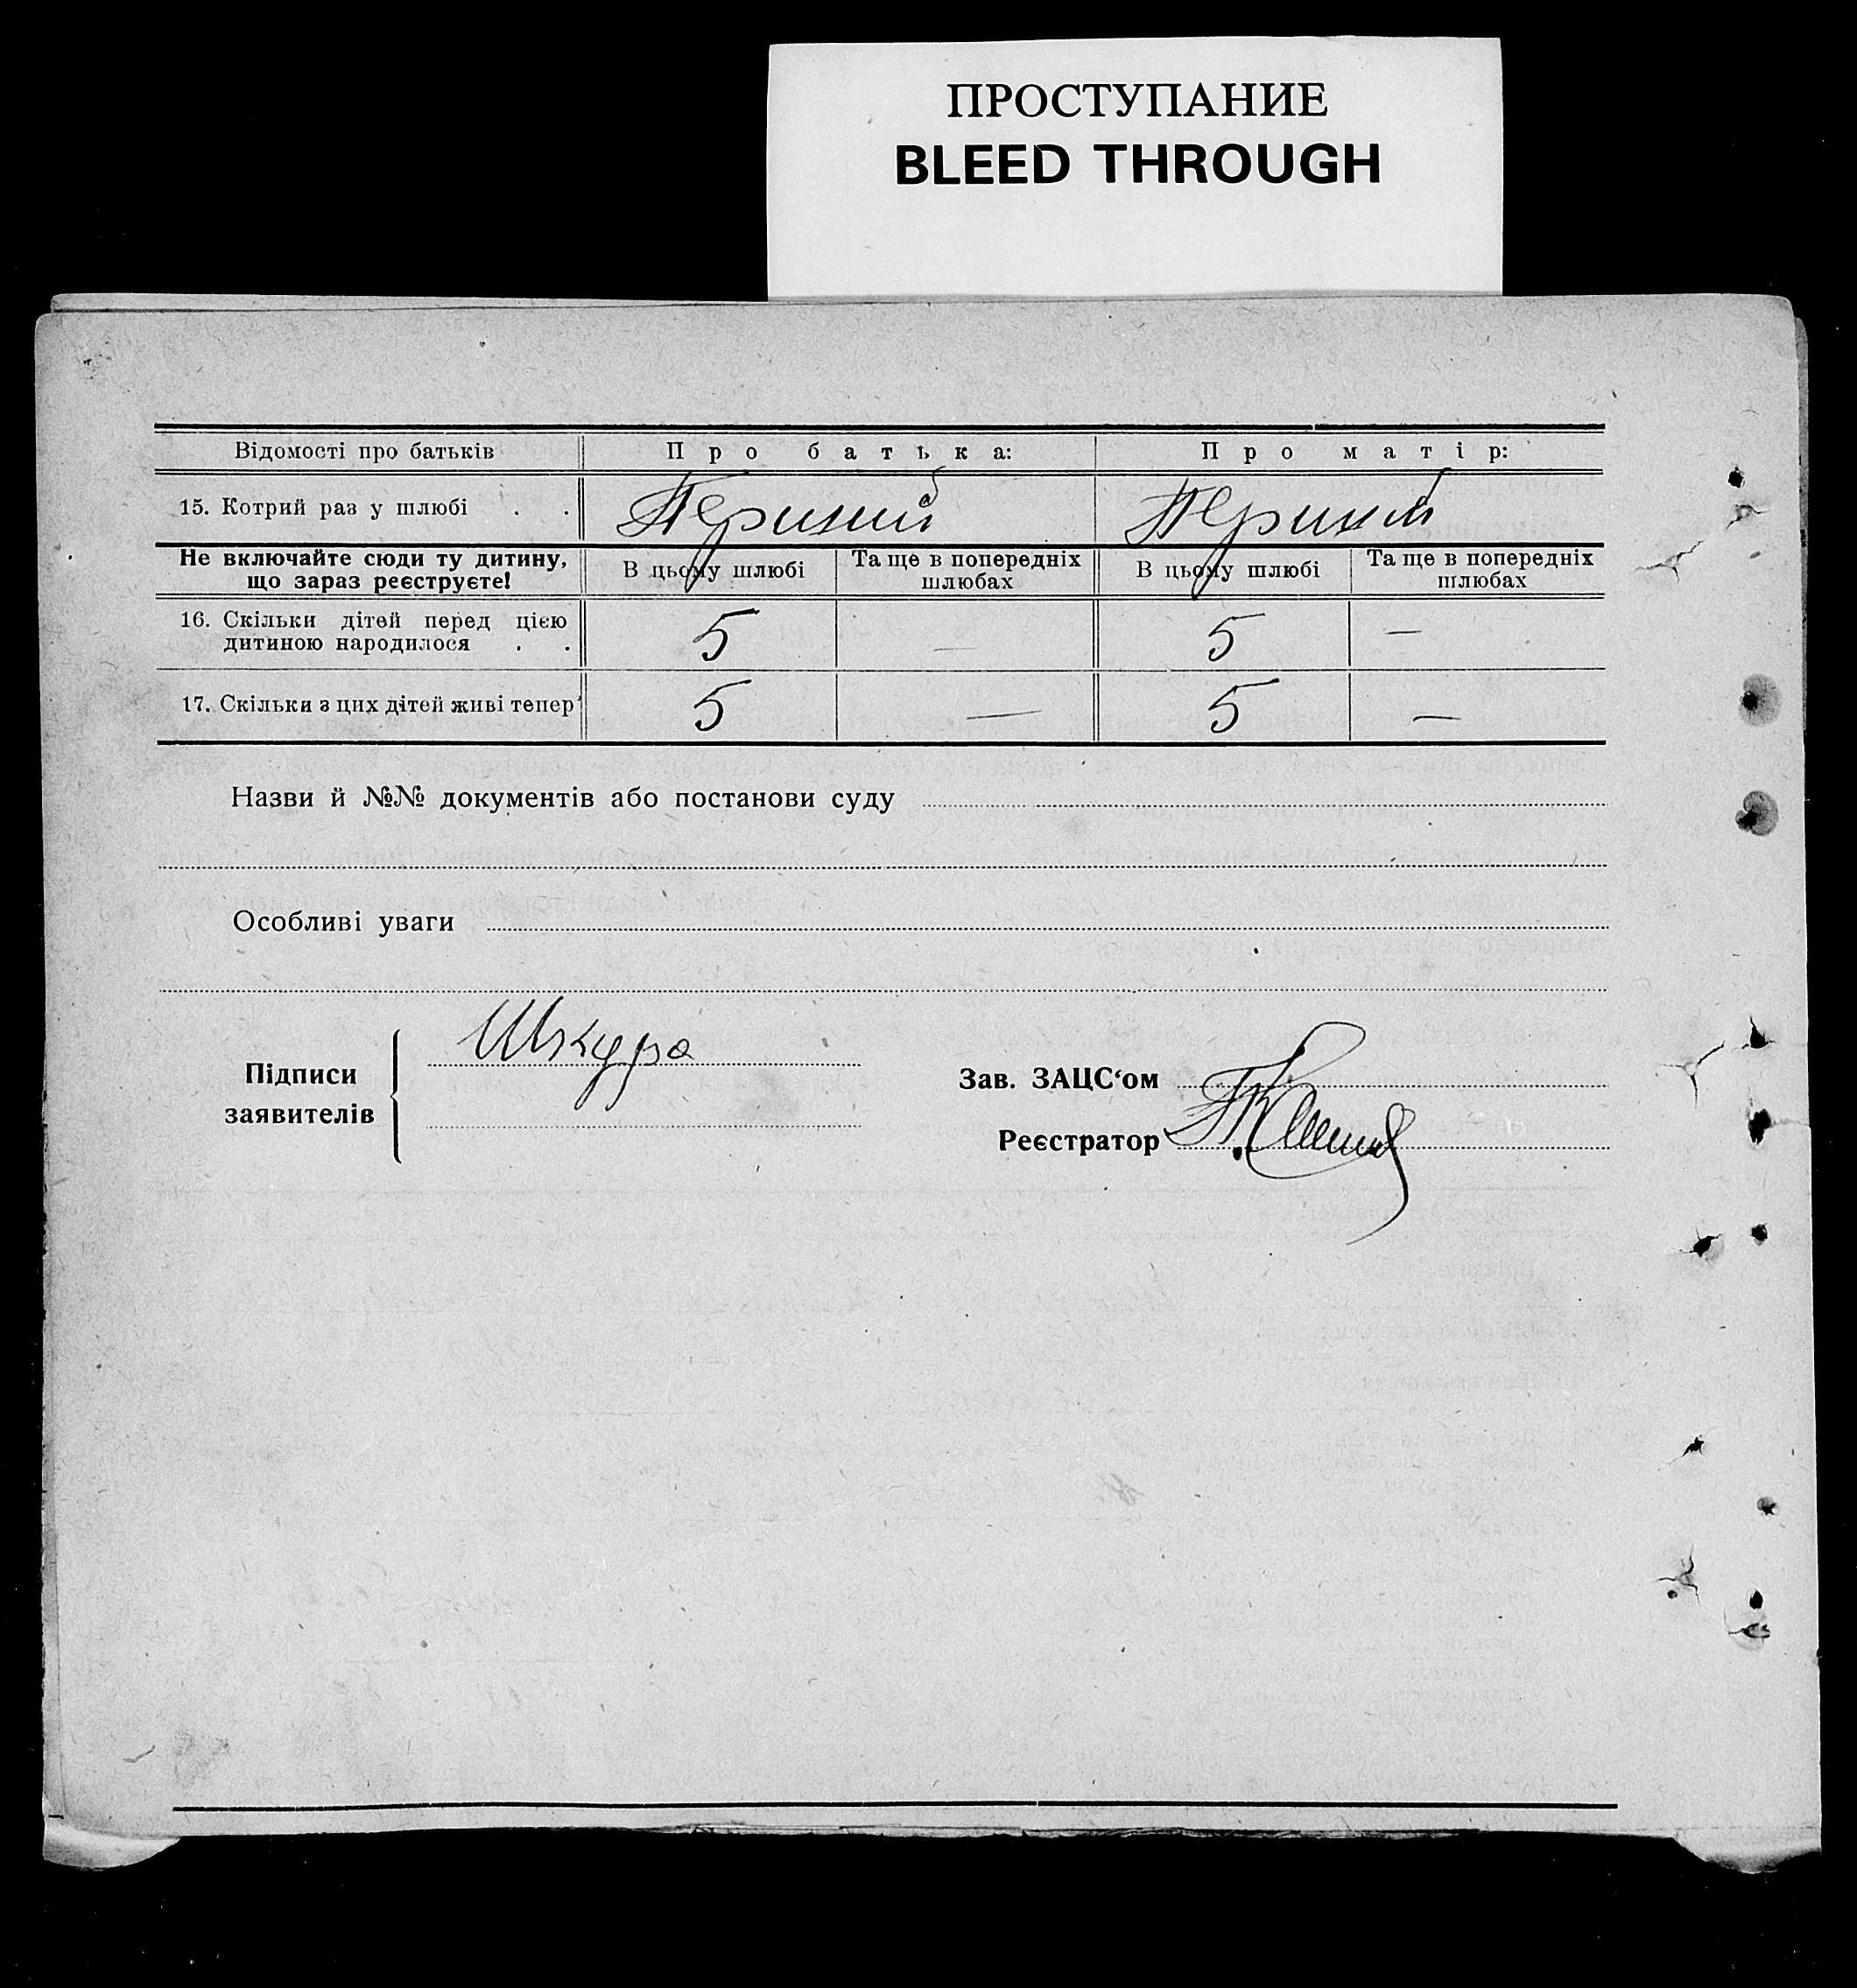 ПРОСТУПАНИЕ
BLEED THROUGH
Відомості про батьків Про батька: Про матір:
15. Котрий раз у шлюбі . . Перший Перший
Не включайте сюди ту дитину, що зараз реєструєте! В цьому шлюбі Та ще в попередніх шлюбах В цьому шлюбі Та ще в попередніх шлюбах
16. Скільки дітей перед цією
дитиною народилося . . 5 — 5 —
17. Скільки з цих дітей живі тепер 5 — 5 —
Назви й №№ документів або постанови суду
Особливі уваги
Підписи
заявителів
Шкура
Зав. ЗАЦС‘ом
Реєстратор